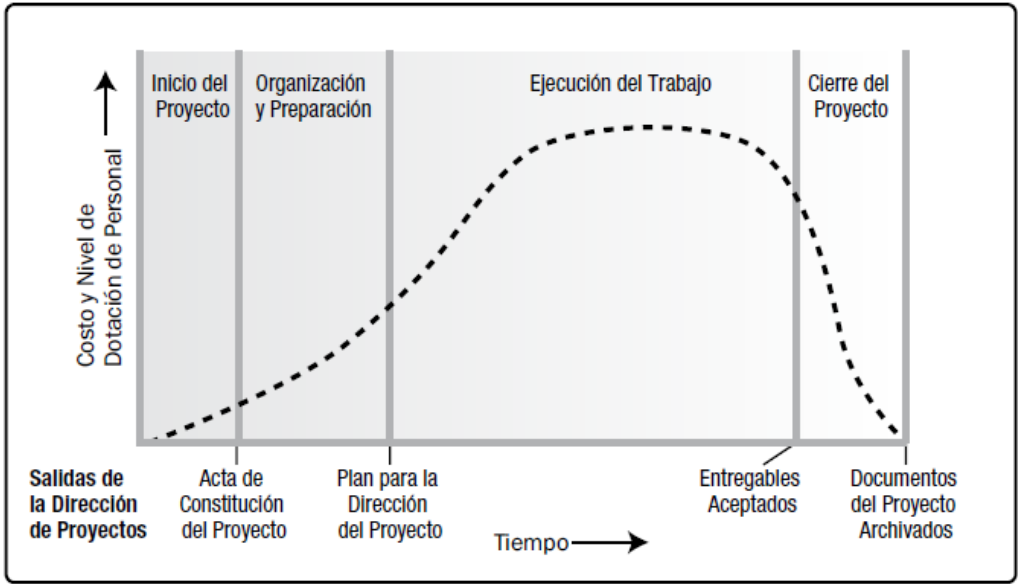 Inicio del
Proyecto
Organización
y Preparación
Ejecución del Trabajo
Cierre del
Proyecto
Costo y Nivel de
Dotación de Personal
Salidas de
la Dirección
de Proyectos
Acta de
Constitución
del Proyecto
Plan para la
Dirección
del Proyecto
Entregables
Aceptados
Documentos
del Proyecto
Archivados
Tiempo